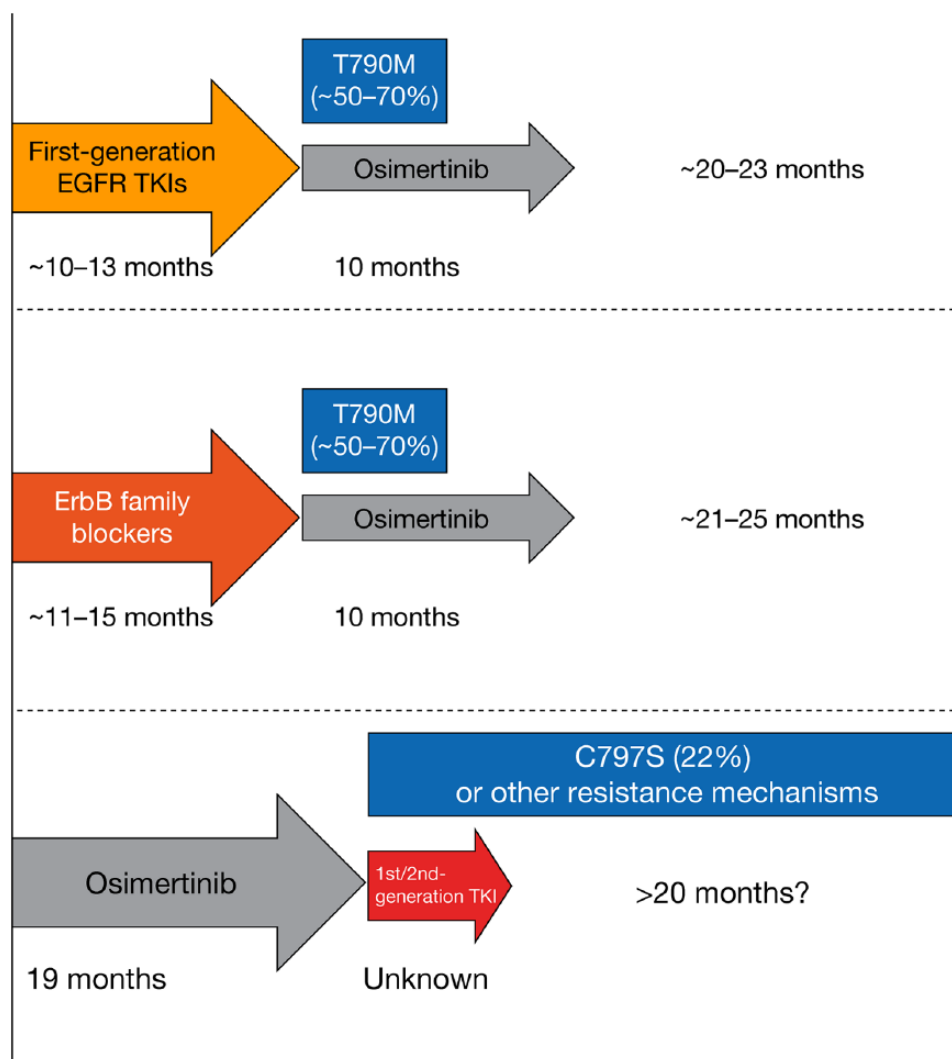 T790M
(~50–70%)
First-generation
EGFR TKIs
Osimertinib
~20–23 months
~10–13 months
10 months
T790M
(~50–70%)
ErbB family
blockers
Osimertinib
~21–25 months
~11–15 months
10 months
C797S (22%)
or other resistance mechanisms
Osimertinib
1st/2nd-
generation TKI
>20 months?
19 months
Unknown